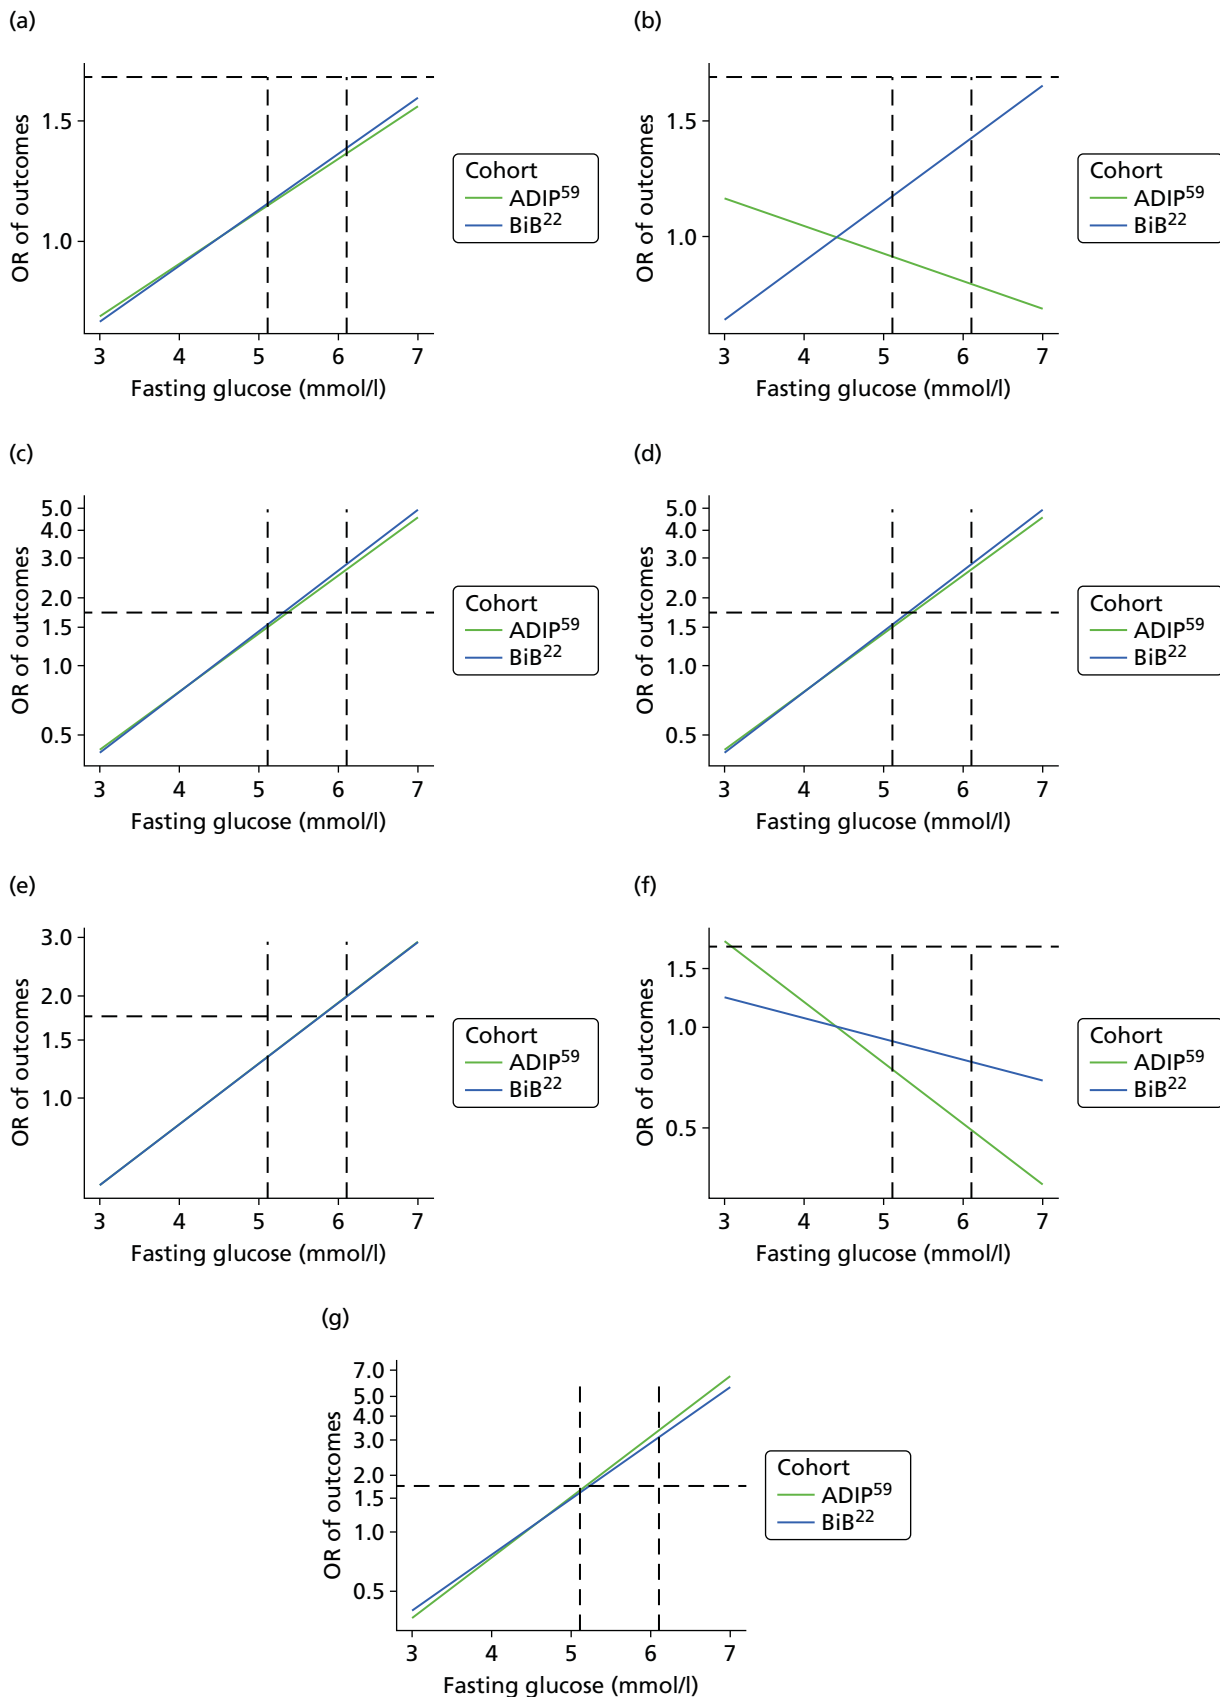 (a)
OR of outcomes
1.5
1.0
3 4 5 6 7
Fasting glucose (mmol/l)
Cohort
ADIP59
BiB22
(b)
OR of outcomes
1.5
1.0
3 4 5 6 7
Fasting glucose (mmol/l)
Cohort
ADIP59
BiB22
(c)
OR of outcomes
5.0
4.0
3.0
2.0
1.5
1.0
0.5
3 4 5 6 7
Fasting glucose (mmol/l)
Cohort
ADIP59
BiB22
(d)
OR of outcomes
5.0
4.0
3.0
2.0
1.5
1.0
0.5
3 4 5 6 7
Fasting glucose (mmol/l)
Cohort
ADIP59
BiB22
(e)
OR of outcomes
3.0
2.0
1.5
1.0
3 4 5 6 7
Fasting glucose (mmol/l)
Cohort
ADIP59
BiB22
(f)
OR of outcomes
1.5
1.0
0.5
3 4 5 6 7
Fasting glucose (mmol/l)
Cohort
ADIP59
BiB22
(g)
OR of outcomes
7.0
5.0
4.0
3.0
2.0
1.5
1.0
0.5
3 4 5 6 7
Fasting glucose (mmol/l)
Cohort
ADIP59
BiB22